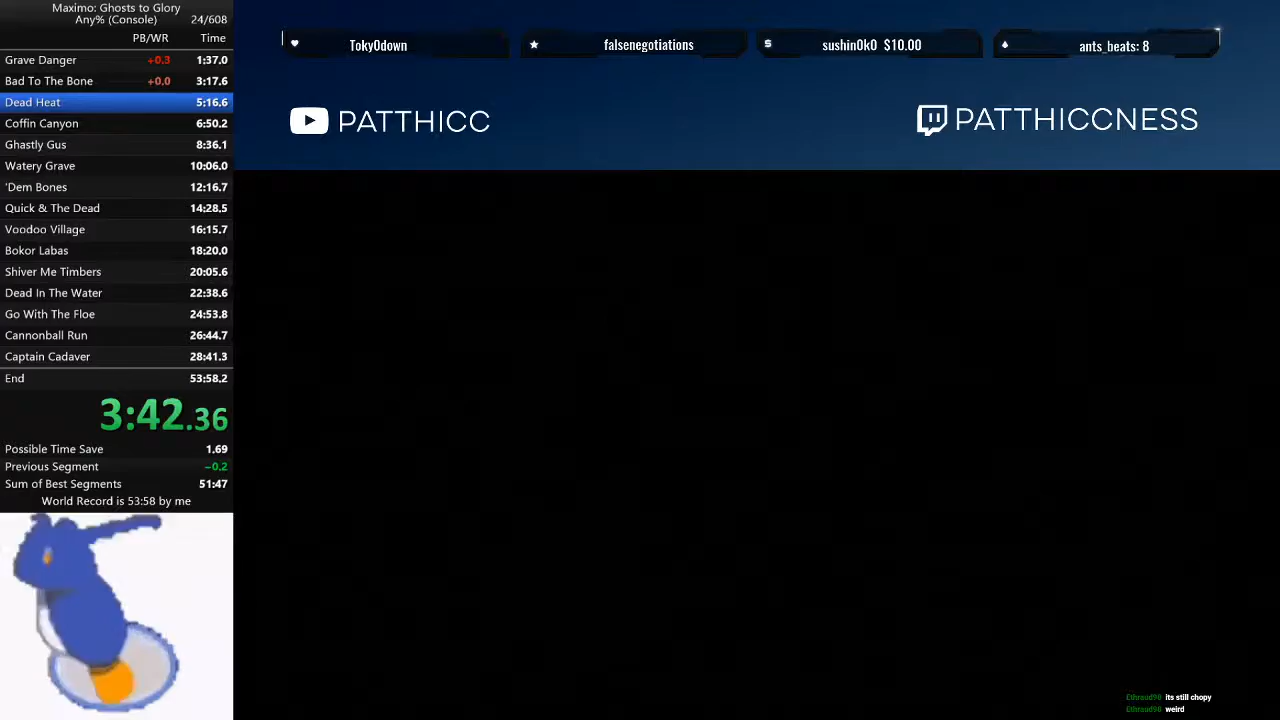 Maximo: Ghosts to Glory
Any% (Console) 24/608
PB/WR Time
Grave Danger +0.3 1:37.0
Bad To The Bone +0.0 3:17.6
Dead Heat 5:16.6
Coffin Canyon 6:50.2
Ghastly Gus 8:36.1
Watery Grave 10:06.0
'Dem Bones 12:16.7
Quick & The Dead 14:28.5
Voodoo Village 16:15.7
Bokor Labas 18:20.0
Shiver Me Timbers 20:05.6
Dead In The Water 22:38.6
Go With The Floe 24:53.8
Cannonball Run 26:44.7
Captain Cadaver 28:41.3
End 53:58.2
3:42.36
Possible Time Save 1.69
Previous Segment −0.2
Sum of Best Segments 51:47
World Record is 53:58 by me
Toky0down falsenegotiations sushin0k0 $10.00 ants_beats: 8
PATTHICC PATTHICCNESS
Cthraud90 its still chopy
Cthraud90 weird